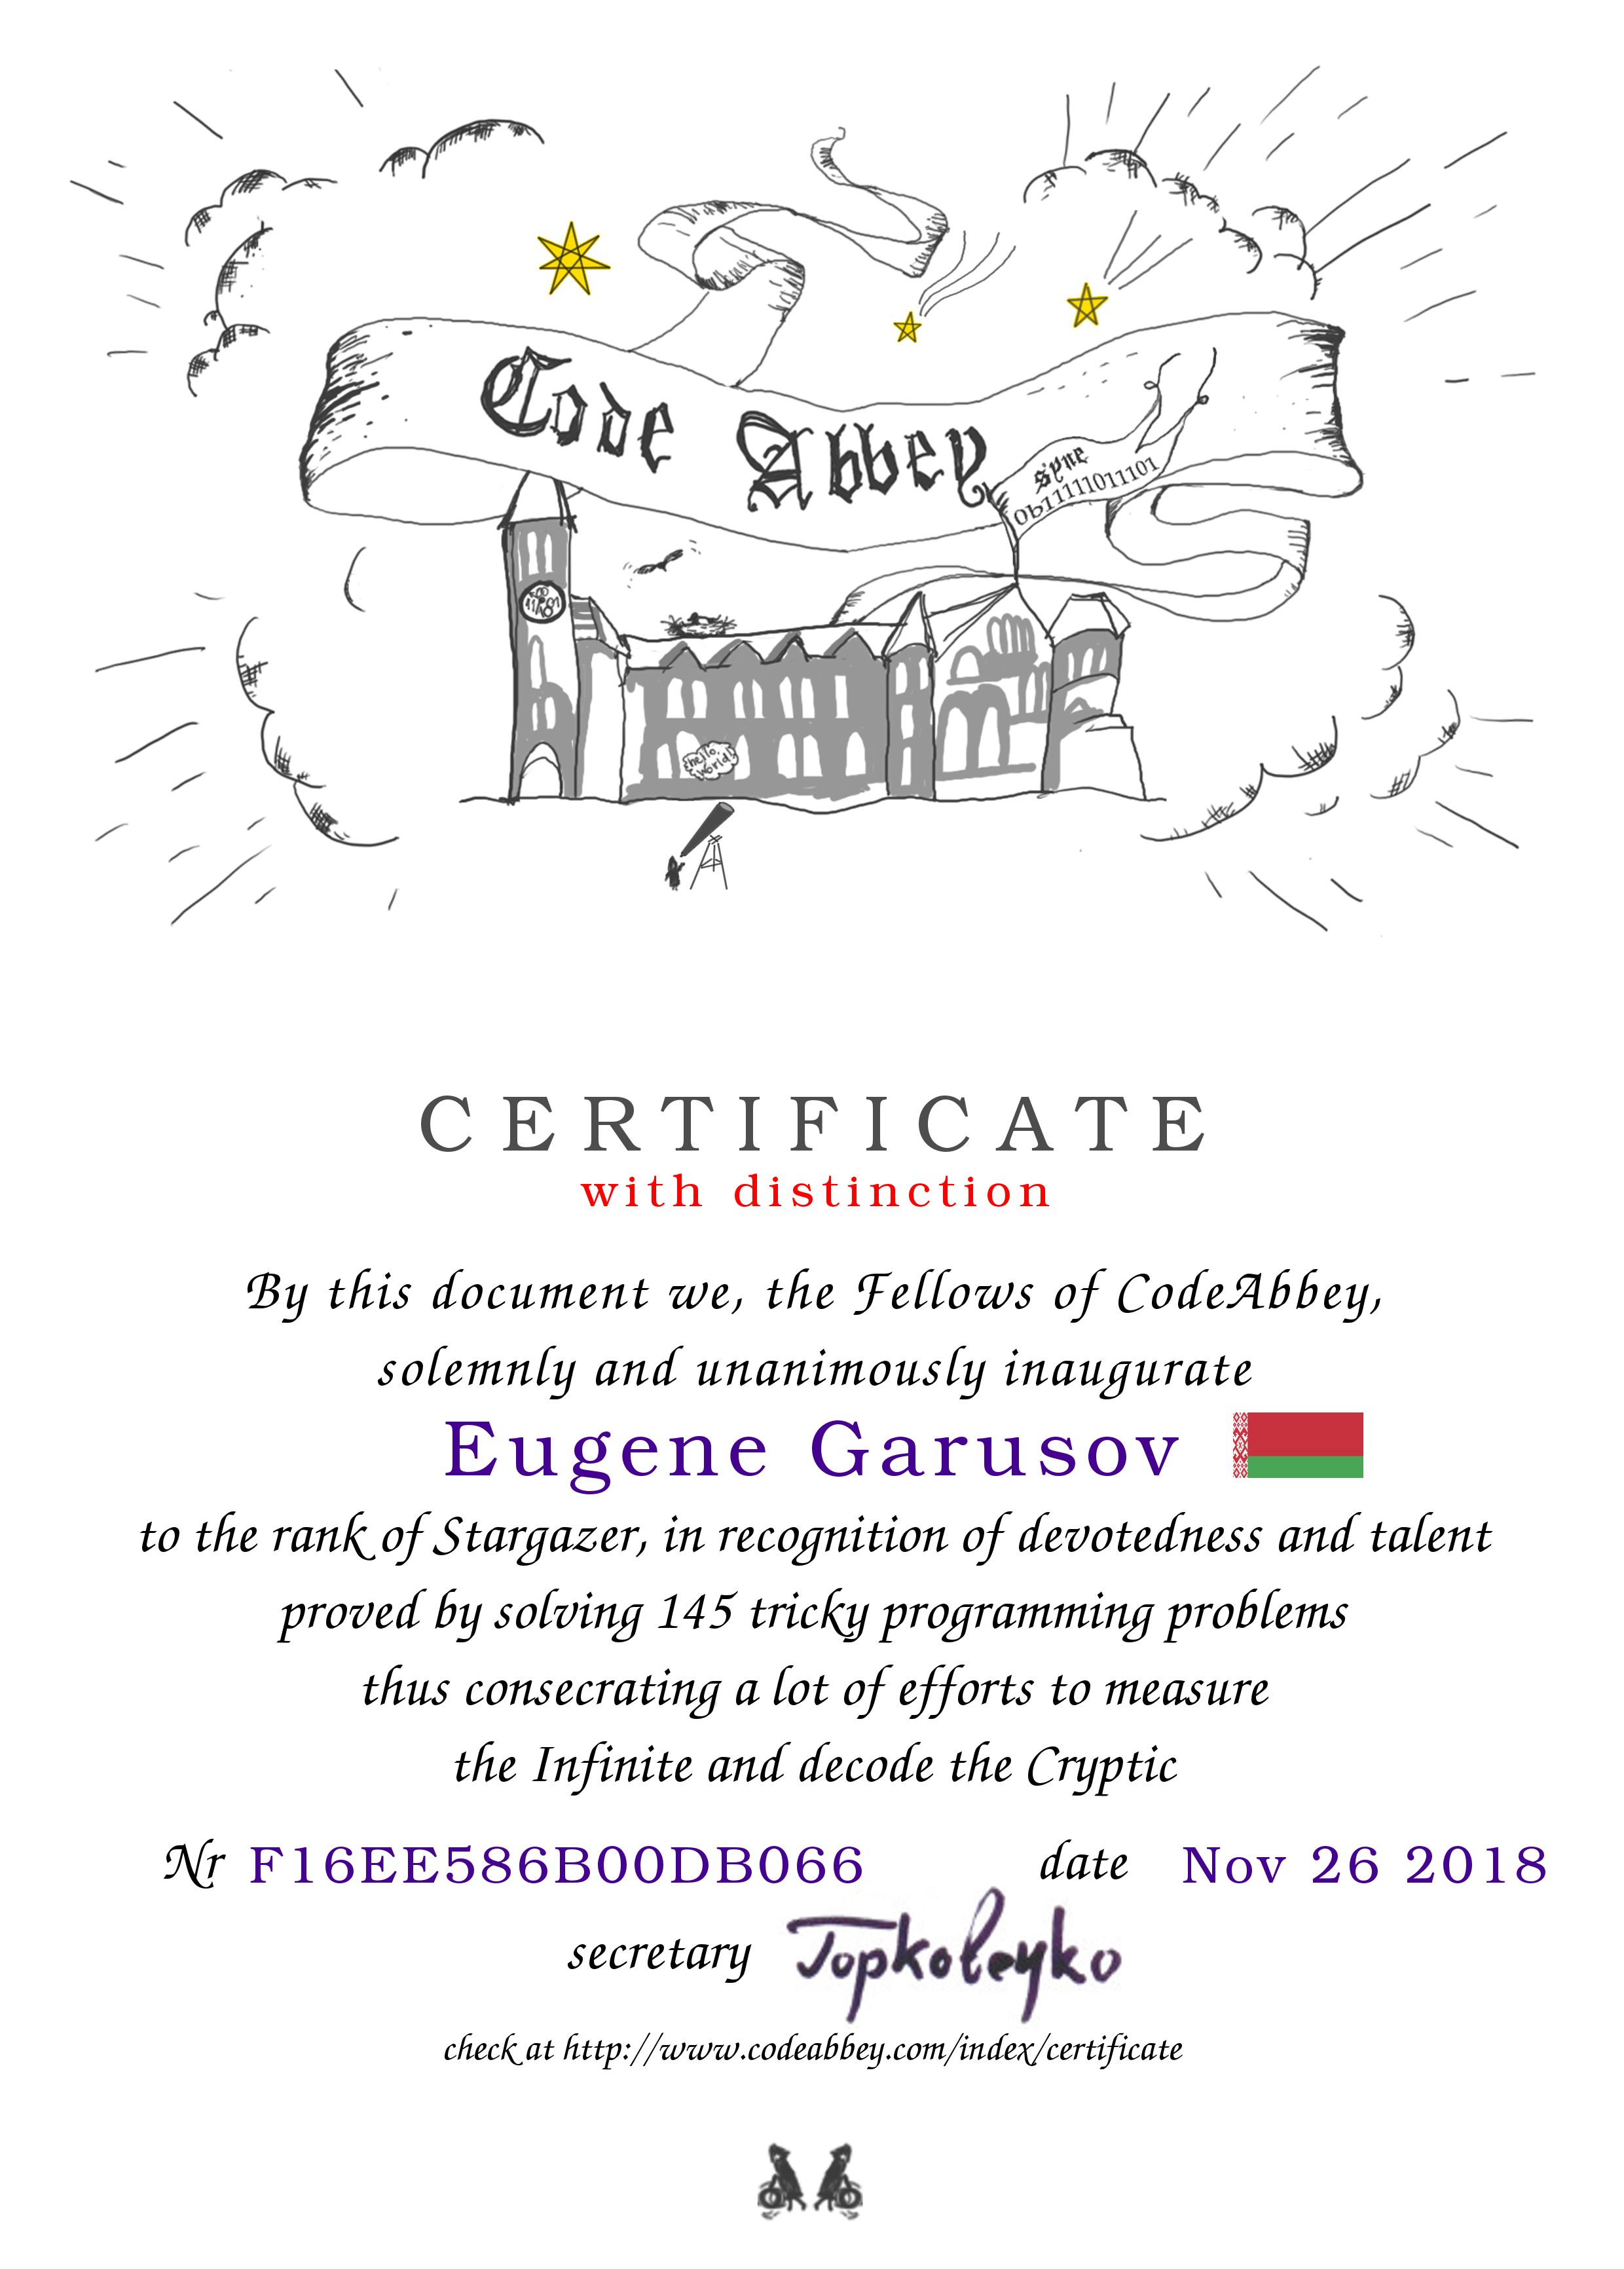 Code Abbey
syne
0b11111011101
hello,
world!
CERTIFICATE
with distinction
By this document we, the Fellows of CodeAbbey,
solemnly and unanimously inaugurate
Eugene Garusov
to the rank of Stargazer, in recognition of devotedness and talent
proved by solving 145 tricky programming problems
thus consecrating a lot of efforts to measure
the Infinite and decode the Cryptic
Nr F16EE586B00DB066 date Nov 26 2018
secretary
check at http://www.codeabbey.com/index/certificate